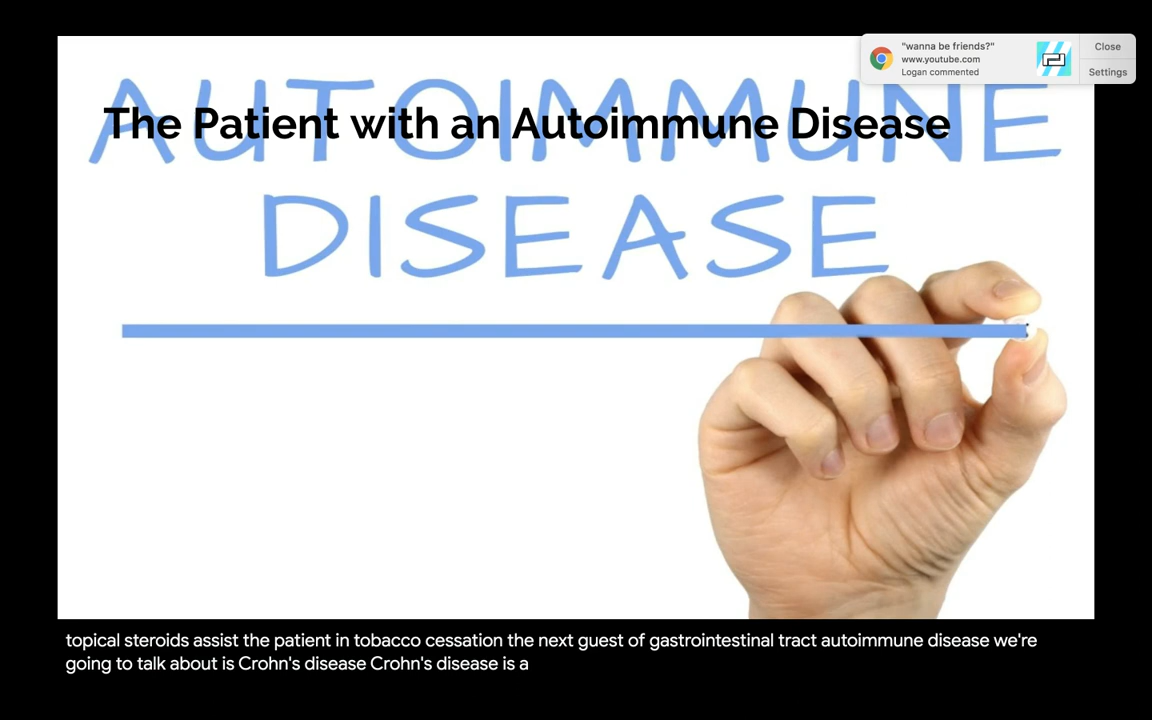 "wanna be friends?"
www.youtube.com
Logan commented
Close
Settings
AUTOIMMUNE
The Patient with an Autoimmune Disease
DISEASE
topical steroids assist the patient in tobacco cessation the next guest of gastrointestinal tract autoimmune disease we're
going to talk about is Crohn's disease Crohn's disease is a